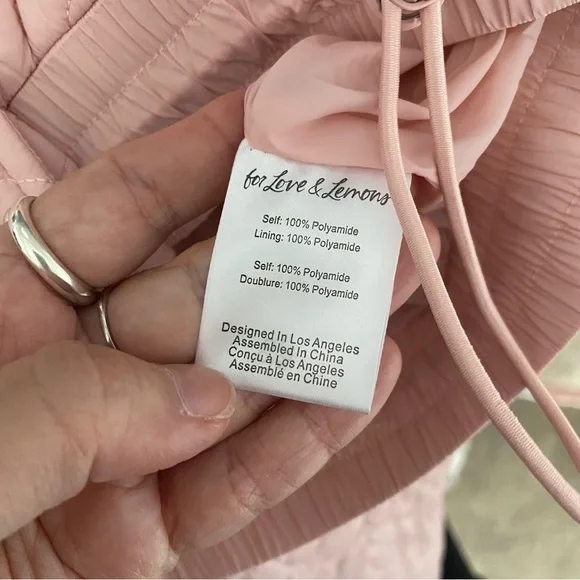 for Love & Lemons
Self: 100% Polyamide
Lining: 100% Polyamide
Self: 100% Polyamide
Doublure: 100% Polyamide
Designed In Los Angeles
Assembled In China
Conçu à Los Angeles
Assemblé en Chine